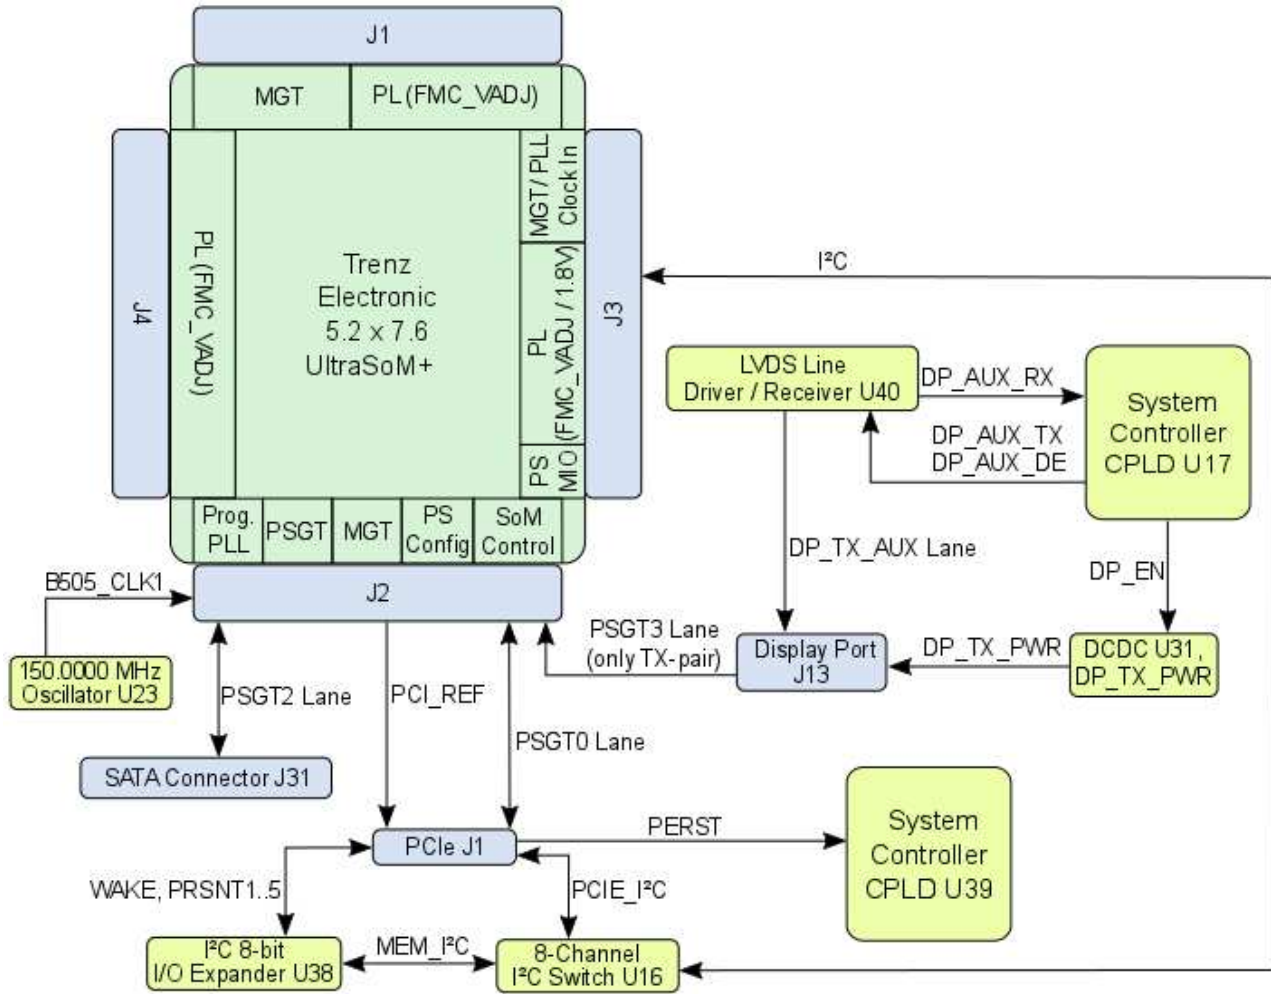 J1
MGT
PL (FMC_VADJ)
J4
PL (FMC_VADJ)
Trenz
Electronic
5.2 x 7.6
UltraSoM+
MGT / PLL
Clock In
PL
(FMC_VADJ / 1.8V)
PS
MIO
J3
I²C
Prog.
PLL
PSGT
MGT
PS
Config
SoM
Control
J2
B505_CLK1
150.0000 MHz
Oscillator U23
LVDS Line
Driver / Receiver U40
DP_AUX_RX
DP_AUX_TX
DP_AUX_DE
System
Controller
CPLD U17
DP_TX_AUX Lane
DP_EN
PSGT3 Lane
(only TX-pair)
Display Port
J13
DP_TX_PWR
DCDC U31,
DP_TX_PWR
PSGT2 Lane
PCI_REF
PSGT0 Lane
SATA Connector J31
PCIe J1
PERST
System
Controller
CPLD U39
WAKE, PRSNT1..5
PCIE_I²C
I²C 8-bit
I/O Expander U38
MEM_I²C
8-Channel
I²C Switch U16